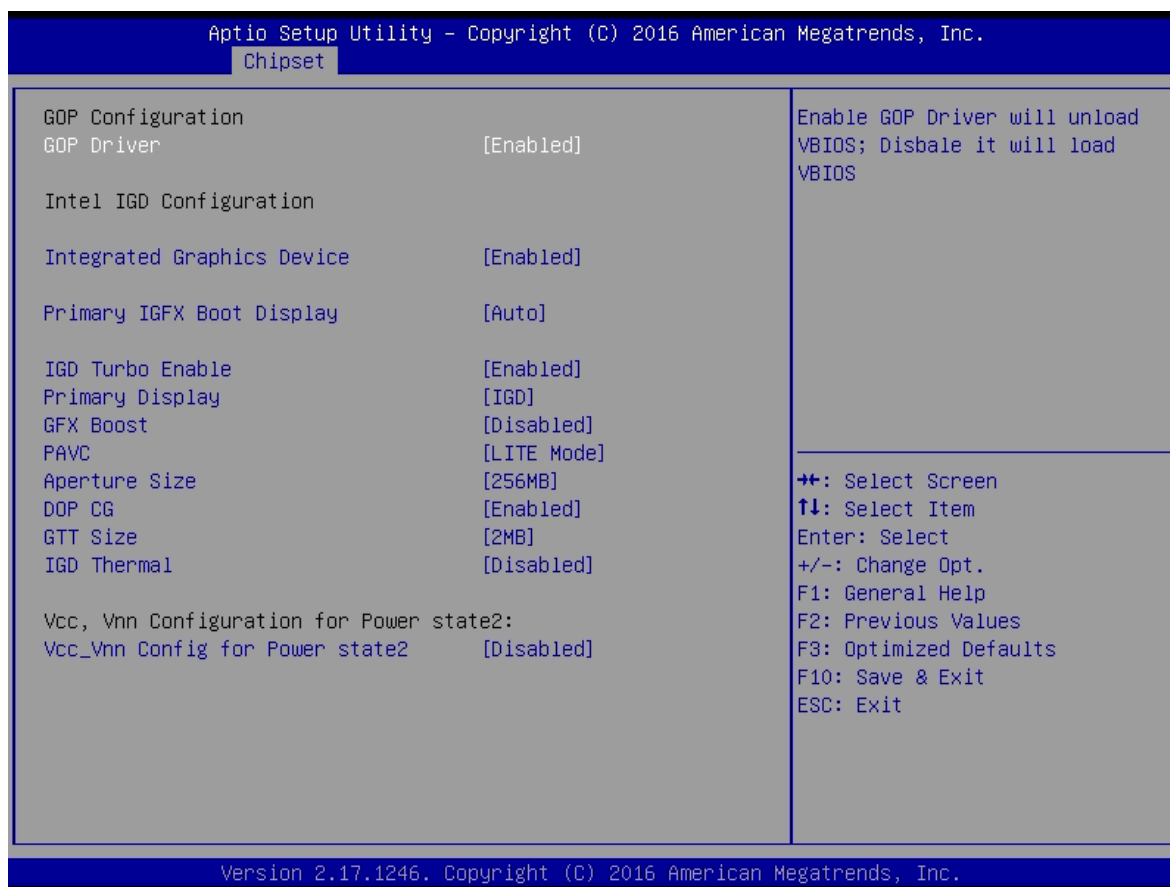 Aptio Setup Utility – Copyright (C) 2016 American Megatrends, Inc.
Chipset
GOP Configuration
GOP Driver [Enabled]
Intel IGD Configuration
Integrated Graphics Device [Enabled]
Primary IGFX Boot Display [Auto]
IGD Turbo Enable [Enabled]
Primary Display [IGD]
GFX Boost [Disabled]
PAVC [LITE Mode]
Aperture Size [256MB]
DOP CG [Enabled]
GTT Size [2MB]
IGD Thermal [Disabled]
Vcc, Vnn Configuration for Power state2:
Vcc_Vnn Config for Power state2 [Disabled]
Enable GOP Driver will unload
VBIOS; Disbale it will load
VBIOS
→←: Select Screen
↑↓: Select Item
Enter: Select
+/-: Change Opt.
F1: General Help
F2: Previous Values
F3: Optimized Defaults
F10: Save & Exit
ESC: Exit
Version 2.17.1246. Copyright (C) 2016 American Megatrends, Inc.